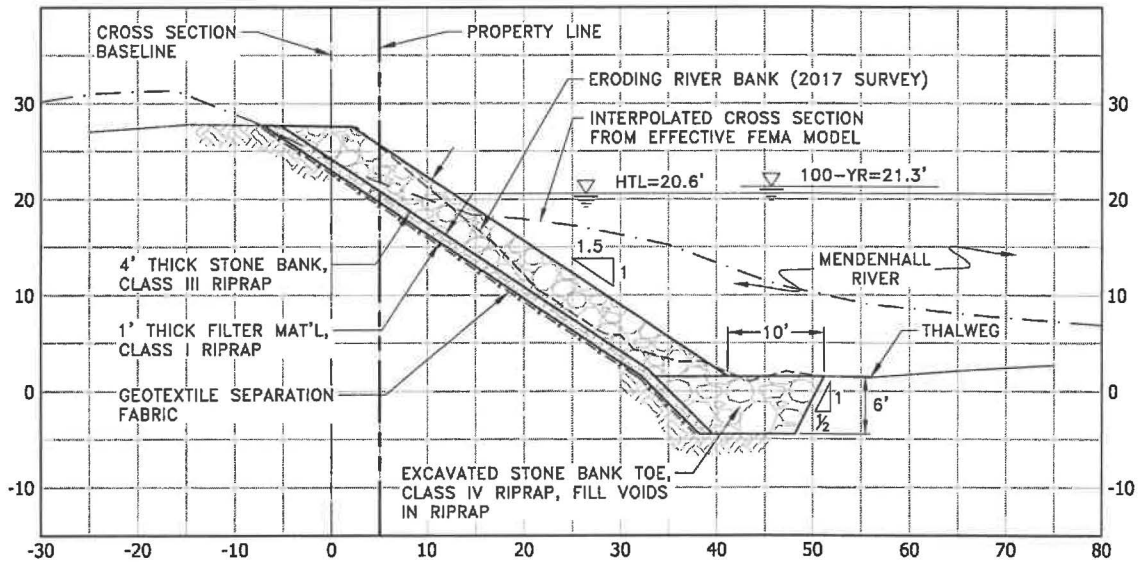 CROSS SECTION
BASELINE
PROPERTY LINE
ERODING RIVER BANK (2017 SURVEY)
INTERPOLATED CROSS SECTION
FROM EFFECTIVE FEMA MODEL
HTL=20.6'
100-YR=21.3'
1.5
1
MENDENHALL
RIVER
4' THICK STONE BANK,
CLASS III RIPRAP
1' THICK FILTER MAT'L,
CLASS I RIPRAP
GEOTEXTILE SEPARATION
FABRIC
10'
THALWEG
1
½
6'
EXCAVATED STONE BANK TOE,
CLASS IV RIPRAP, FILL VOIDS
IN RIPRAP
30
20
10
0
-10
30
20
10
0
-10
-30 -20 -10 0 10 20 30 40 50 60 70 80